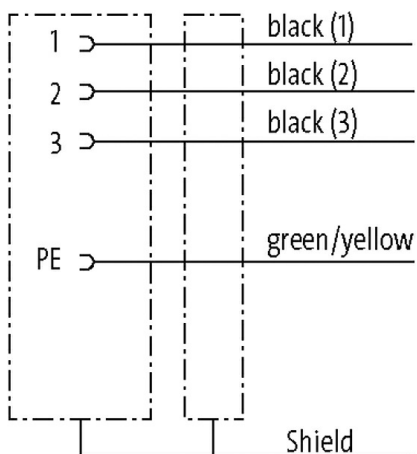 1 black (1)
2 black (2)
3 black (3)
PE green/yellow
Shield